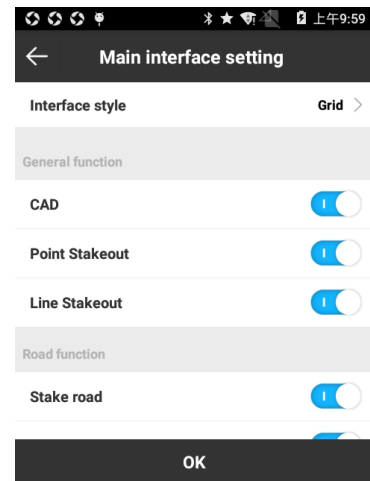 上午9:59
Main interface setting
Interface style Grid
General function
CAD
Point Stakeout
Line Stakeout
Road function
Stake road
OK